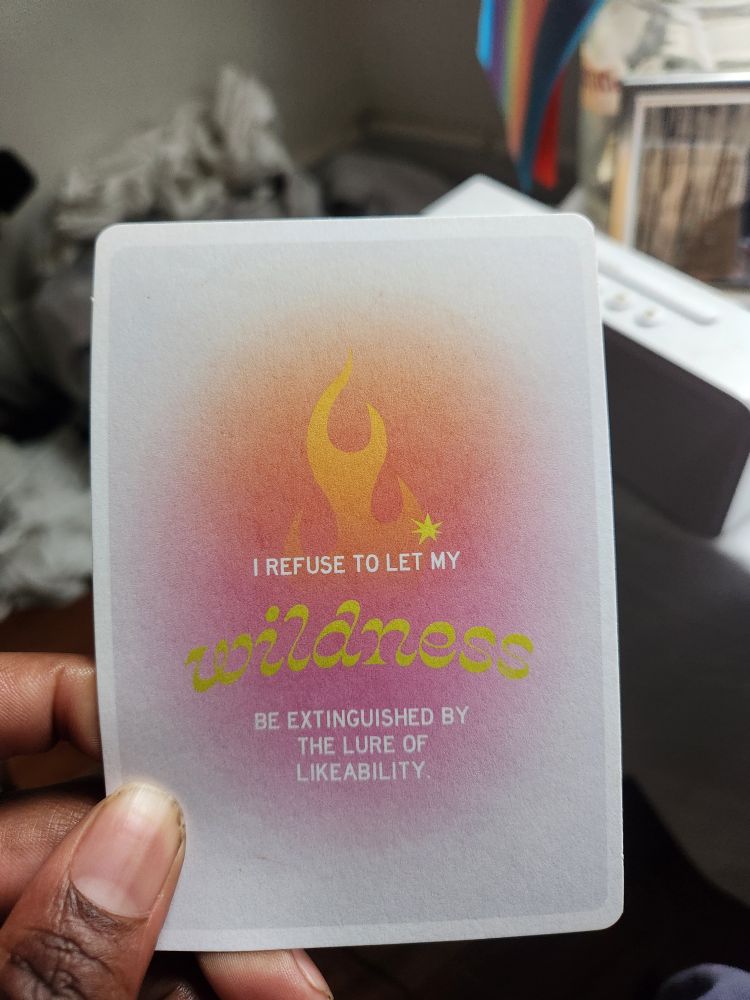 I REFUSE TO LET MY
wildness
BE EXTINGUISHED BY
THE LURE OF
LIKEABILITY.